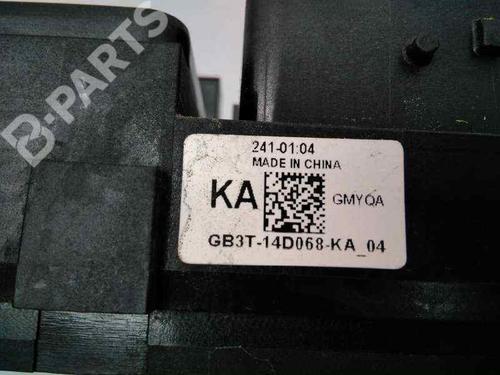 B-PARTS
241-01:04
MADE IN CHINA
KA
GMYQA
GB3T-14D068-KA_04